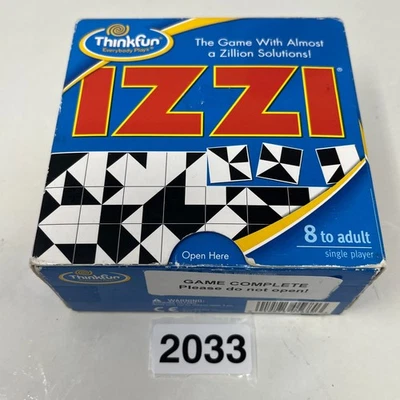 Thinkfun
Everybody Plays
The Game With Almost
a Zillion Solutions!
IZZI
®
8 to adult
single player
Open Here
Thinkfun
GAME COMPLETE
Please do not open!
WARNING:
CE
2033